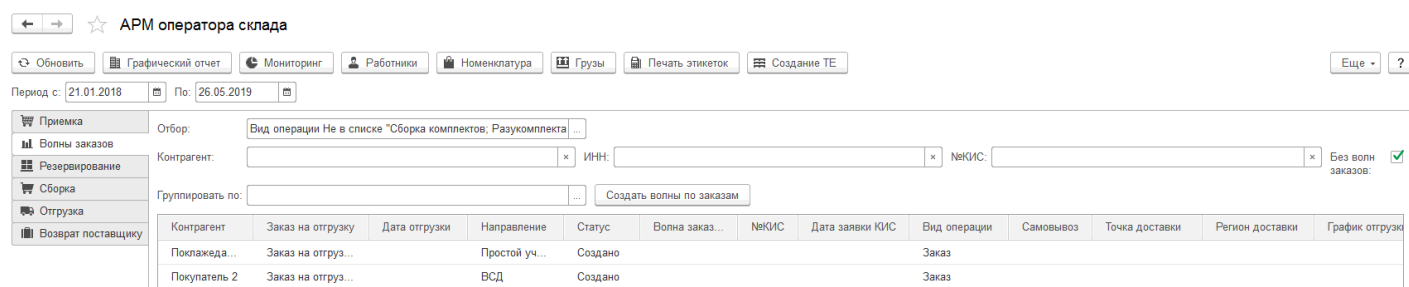 АРМ оператора склада
Обновить Графический отчет Мониторинг Работники Номенклатура Грузы Печать этикеток Создание ТЕ Еще ?
Период с: 21.01.2018 По: 26.05.2019
Приемка
Волны заказов
Резервирование
Сборка
Отгрузка
Возврат поставщику
Отбор: Вид операции Не в списке "Сборка комплектов; Разукомплекта ...
Контрагент: × ИНН: × №КИС: × Без волн
заказов:
Группировать по: ... Создать волны по заказам
Контрагент Заказ на отгрузку Дата отгрузки Направление Статус Волна заказ... №КИС Дата заявки КИС Вид операции Самовывоз Точка доставки Регион доставки График отгрузки
Поклажеда... Заказ на отгруз... Простой уч... Создано Заказ
Покупатель 2 Заказ на отгруз... ВСД Создано Заказ